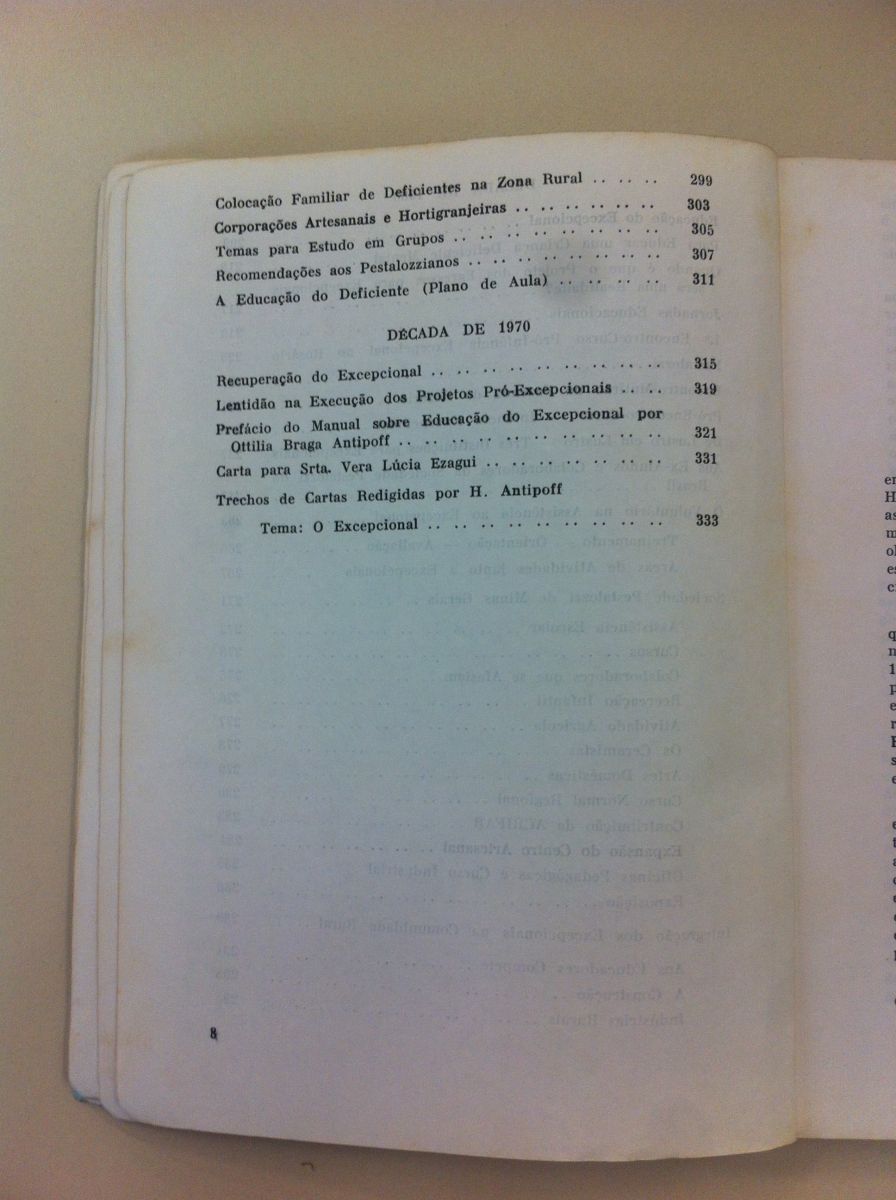 Colocação Familiar de Deficientes na Zona Rural .. .. .. 299
Corporações Artesanais e Hortigranjeiras .. .. .. .. .. .. .. 303
Temas para Estudo em Grupos .. .. .. .. .. .. .. .. .. .. 305
Recomendações aos Pestalozzianos .. .. .. .. .. .. .. .. .. 307
A Educação do Deficiente (Plano de Aula) .. .. .. .. .. 311
DÉCADA DE 1970
Recuperação do Excepcional .. .. .. .. .. .. .. .. .. .. .. 315
Lentidão na Execução dos Projetos Pró-Excepcionais .. .. 319
Prefácio do Manual sobre Educação do Excepcional por
Ottilia Braga Antipoff .. .. .. .. .. .. .. .. .. .. .. .. 321
Carta para Srta. Vera Lúcia Ezagui .. .. .. .. .. .. .. .. 331
Trechos de Cartas Redigidas por H. Antipoff
Tema: O Excepcional .. .. .. .. .. .. .. .. .. .. 333
8